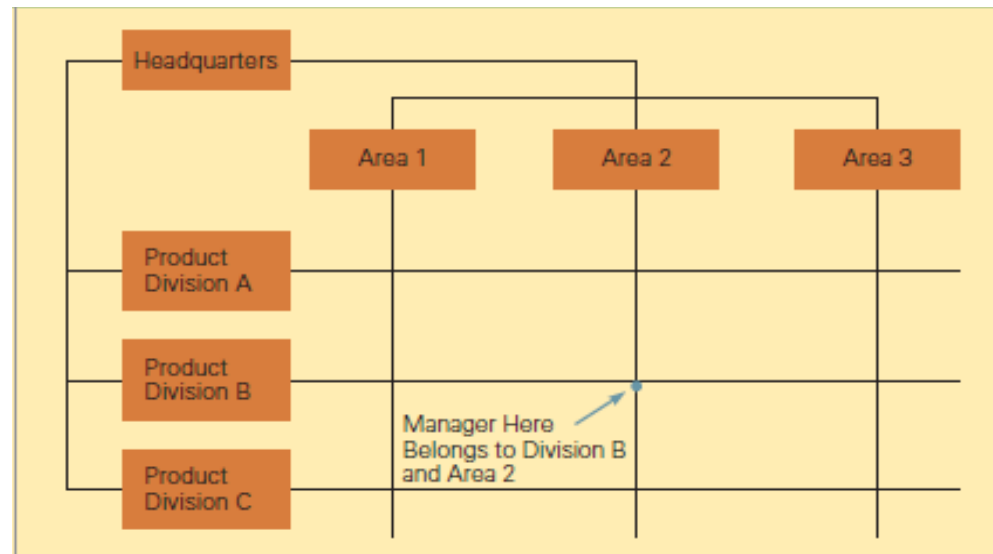 Headquarters
Area 1
Area 2
Area 3
Product
Division A
Product
Division B
Manager Here
Belongs to Division B
and Area 2
Product
Division C